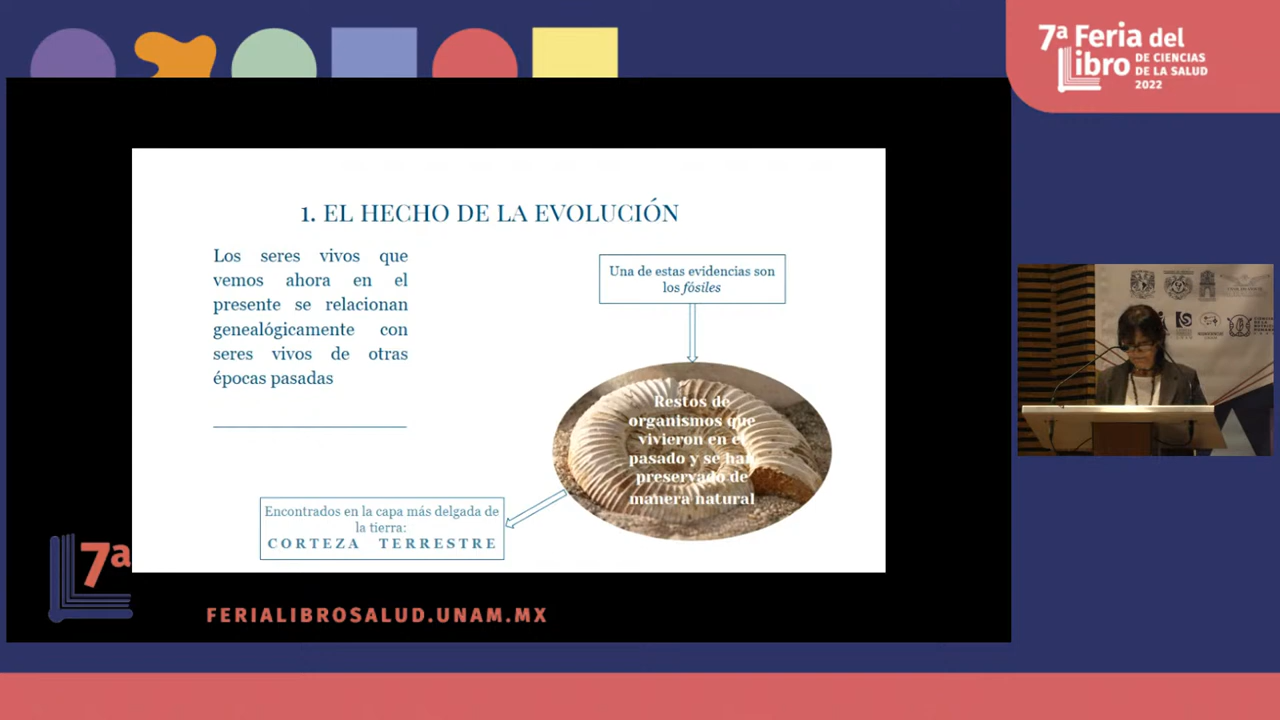 7ª Feria del
Libro DE CIENCIAS
DE LA SALUD
2022
1. EL HECHO DE LA EVOLUCIÓN
Los seres vivos que
vemos ahora en el
presente se relacionan
genealógicamente con
seres vivos de otras
épocas pasadas
Una de estas evidencias son
los fósiles
Restos de
organismos que
vivieron en el
pasado y se han
preservado de
manera natural
Encontrados en la capa más delgada de
la tierra:
CORTEZA TERRESTRE
7ª
FERIALIBROSALUD.UNAM.MX